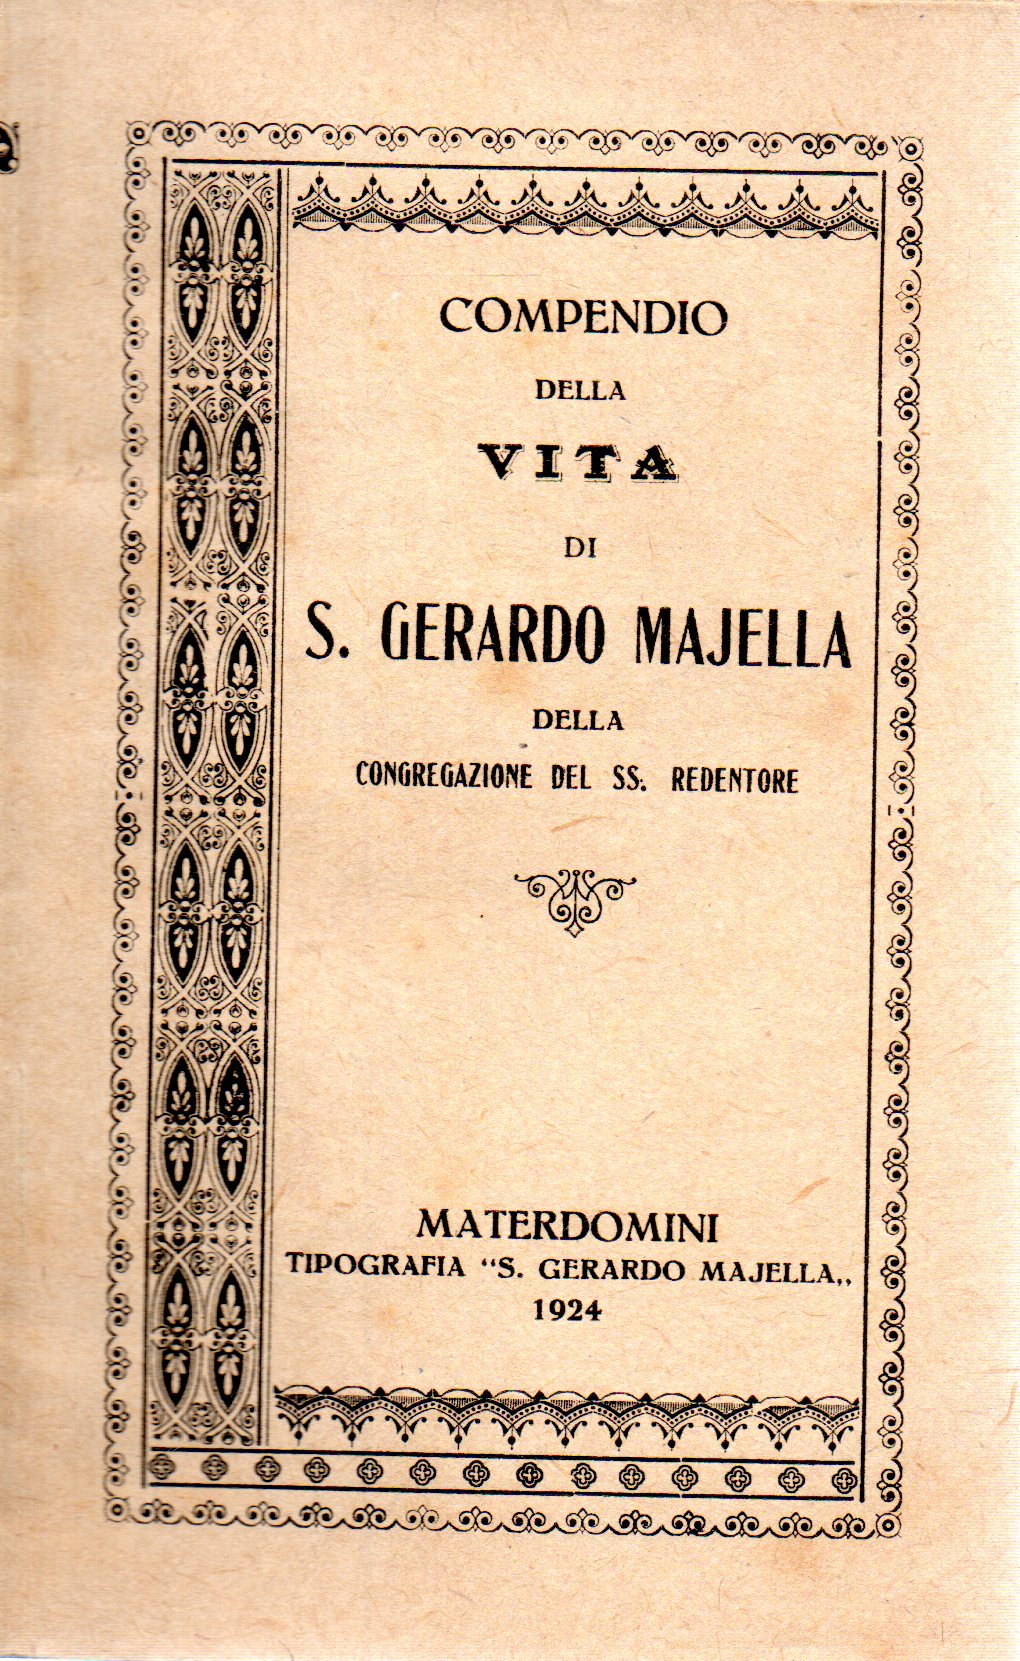 COMPENDIO
DELLA
VITA
DI
S. GERARDO MAJELLA
DELLA
CONGREGAZIONE DEL SS. REDENTORE
MATERDOMINI
TIPOGRAFIA “S. GERARDO MAJELLA„
1924